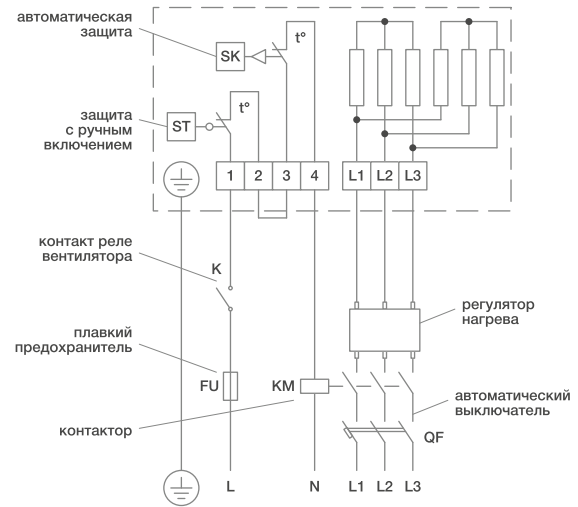 автоматическая
защита
SK
t°
защита
с ручным
включением
ST
t°
1 2 3 4 L1 L2 L3
контакт реле
вентилятора
K
регулятор
нагрева
плавкий
предохранитель
FU
KM
автоматический
выключатель
контактор
QF
L N L1 L2 L3